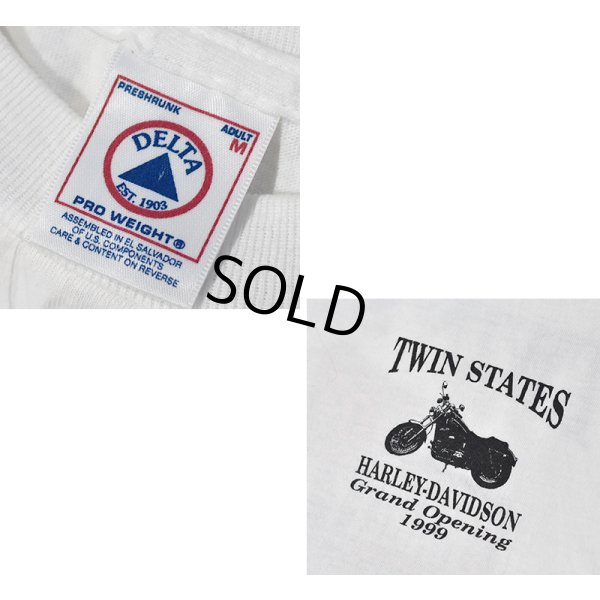 PRESHRUNK
ADULT
M
DELTA
EST. 1903
PRO WEIGHT®
ASSEMBLED IN EL SALVADOR
OF U.S. COMPONENTS
CARE & CONTENT ON REVERSE
SOLD
TWIN STATES
HARLEY-DAVIDSON
Grand Opening
1999